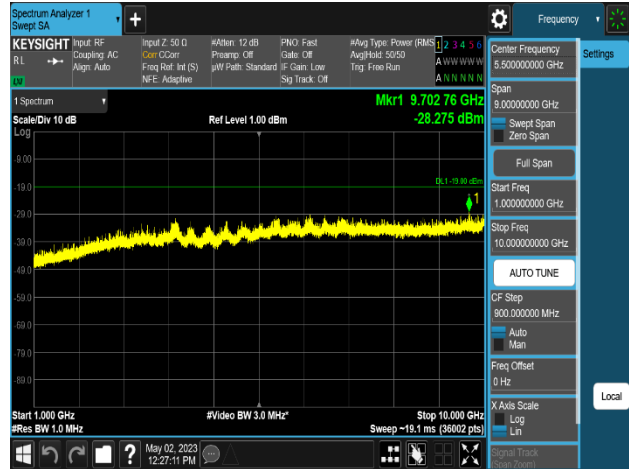 Spectrum Analyzer 1
Swept SA
+
Frequency
KEYSIGHT
Input: RF
Input Z: 50 Ω
#Atten: 12 dB
PNO: Fast
#Avg Type: Power (RMS
1 2 3 4 5 6
R L
Coupling: AC
Corr CCorr
Preamp: Off
Gate: Off
Avg|Hold: 50/50
A W W W W W
Align: Auto
Freq Ref: Int (S)
µW Path: Standard
IF Gain: Low
Trig: Free Run
NFE: Adaptive
Sig Track: Off
A N N N N N
1 Spectrum
Mkr1 9.702 76 GHz
Scale/Div 10 dB
Ref Level 1.00 dBm
-28.275 dBm
Log
-9.00
DL1 -19.00 dBm
-19.0
1
-29.0
-39.0
-49.0
-59.0
-69.0
-79.0
-89.0
Start 1.000 GHz
#Video BW 3.0 MHz*
Stop 10.000 GHz
#Res BW 1.0 MHz
Sweep ~19.1 ms (36002 pts)
Center Frequency
5.500000000 GHz
Settings
Span
9.00000000 GHz
Swept Span
Zero Span
Full Span
Start Freq
1.000000000 GHz
Stop Freq
10.000000000 GHz
AUTO TUNE
CF Step
900.000000 MHz
Auto
Man
Freq Offset
0 Hz
X Axis Scale
Log
Lin
Local
Signal Track
(Span Zoom)
?
May 02, 2023
12:27:11 PM